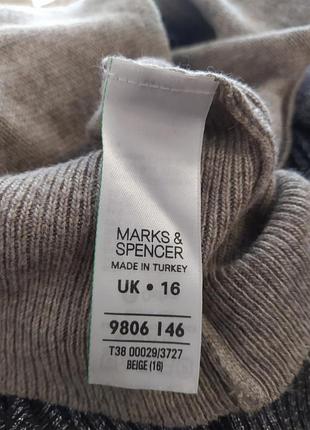 MARKS &
SPENCER
MADE IN TURKEY
UK • 16
9806 146
T38 00029/3727
BEIGE (16)